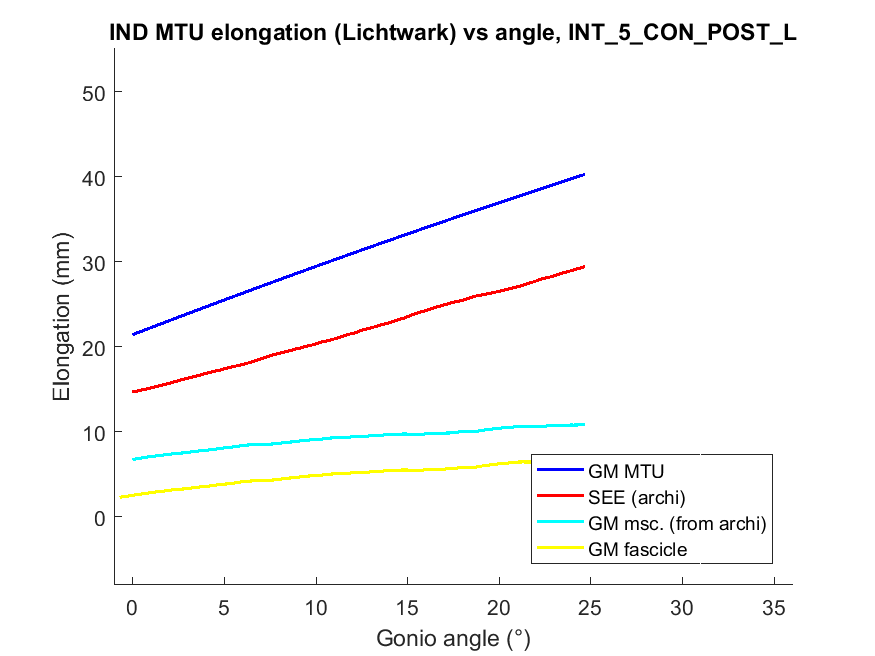 IND MTU elongation (Lichtwark) vs angle, INT_5_CON_POST_L
50
40
30
20
10
0
Elongation (mm)
0 5 10 15 20 25 30 35
Gonio angle (°)
GM MTU
SEE (archi)
GM msc. (from archi)
GM fascicle